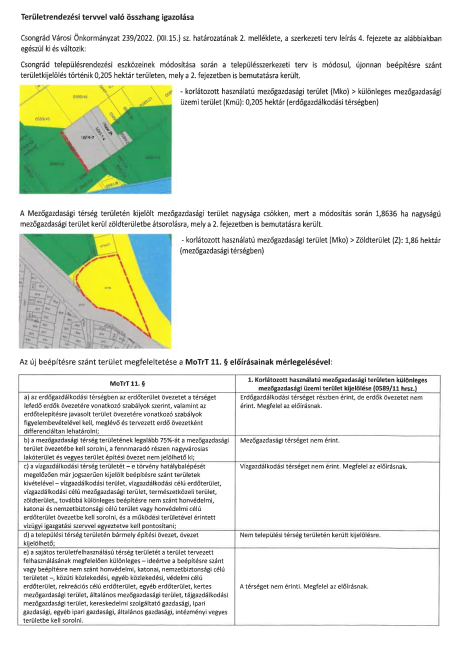 Területrendezési tervvel való összhang igazolása
Csongrád Városi Önkormányzat 239/2022. (XII.15.) sz. határozatának 2. melléklete, a szerkezeti terv leírás 4. fejezete az alábbiakban
egészül ki és változik:
Csongrád településrendezési eszközeinek módosítása során a településszerkezeti terv is módosul, újonnan beépítésre szánt
területkijelölés történik 0,205 hektár területen, mely a 2. fejezetben is bemutatásra került.
- korlátozott használatú mezőgazdasági terület (Mko) > különleges mezőgazdasági
üzemi terület (Kmü): 0,205 hektár (erdőgazdálkodási térségben)
A Mezőgazdasági térség területén kijelölt mezőgazdasági terület nagysága csökken, mert a módosítás során 1,8636 ha nagyságú
mezőgazdasági terület kerül zöldterületbe átsorolásra, mely a 2. fejezetben is bemutatásra került.
- korlátozott használatú mezőgazdasági terület (Mko) > Zöldterület (Z): 1,86 hektár
(mezőgazdasági térségben)
Az új beépítésre szánt terület megfeleltetése a MoTrT 11. § előírásainak mérlegelésével:
MoTrT 11. §
1. Korlátozott használatú mezőgazdasági területen különleges
mezőgazdasági üzemi terület kijelölése (0589/11 hrsz.)
a) az erdőgazdálkodási térségben az erdőterület övezetet a térséget
lefedő erdők övezetére vonatkozó szabályok szerint, valamint az
erdőtelepítésre javasolt terület övezetére vonatkozó szabályok
figyelembevételével kell, meglévő és tervezett erdő övezetként
differenciáltan lehatárolni;
Erdőgazdálkodási térséget részben érint, de erdők övezetet nem
érint. Megfelel az előírásnak.
b) a mezőgazdasági térség területének legalább 75%-át a mezőgazdasági
terület övezetébe kell sorolni, a fennmaradó részen nagyvárosias
lakóterület és vegyes terület építési övezet nem jelölhető ki;
Mezőgazdasági térséget nem érint.
c) a vízgazdálkodási térség területét – e törvény hatálybalépését
megelőzően már jogszerűen kijelölt beépítésre szánt területek
kivételével – vízgazdálkodási terület, vízgazdálkodási célú erdőterület,
vízgazdálkodási célú mezőgazdasági terület, természetközeli terület,
zöldterület,, továbbá különleges beépítésre nem szánt honvédelmi,
katonai és nemzetbiztonsági célú terület vagy honvédelmi célú
erdőterület övezetbe kell sorolni, és a működési területével érintett
vízügyi igazgatási szervvel egyeztetve kell pontosítani;
Vízgazdálkodási térséget nem érint. Megfelel az előírásnak.
d) a települési térség területén bármely építési övezet, övezet
kijelölhető;
Nem települési térség területén került kijelölésre.
e) a sajátos területfelhasználású térség területét a terület tervezett
felhasználásának megfelelően különleges – ideértve a beépítésre szánt
vagy beépítésre nem szánt honvédelmi, katonai, nemzetbiztonsági célú
területet –, közúti közlekedési, egyéb közlekedési, védelmi célú
erdőterület, rekreációs célú erdőterület, egyéb erdőterület, kertes
mezőgazdasági terület, általános mezőgazdasági terület, tájgazdálkodási
mezőgazdasági terület, kereskedelmi szolgáltató gazdasági, ipari
gazdasági, egyéb ipari gazdasági, általános gazdasági, intézményi vegyes
területbe kell sorolni.
A térséget nem érinti. Megfelel az előírásnak.